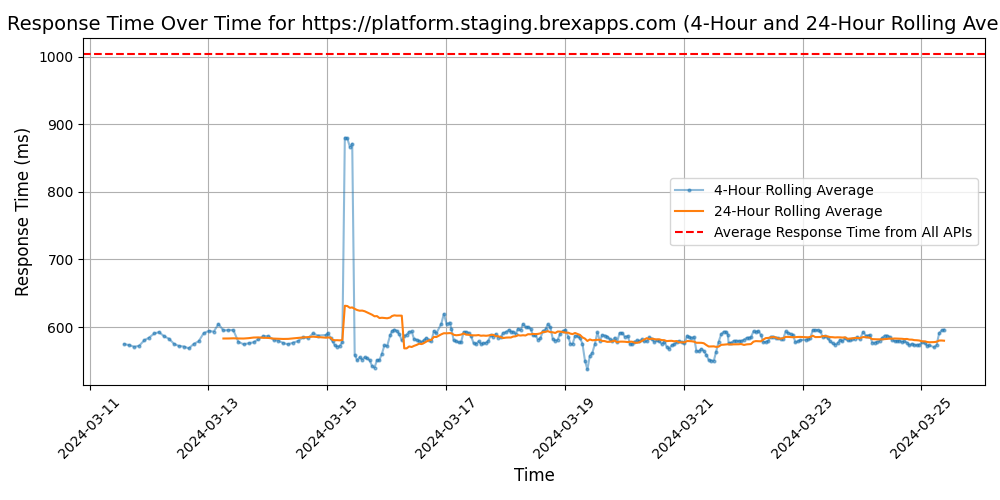 Response Time Over Time for https://platform.staging.brexapps.com (4-Hour and 24-Hour Rolling Ave
Response Time (ms)
1000
900
800
700
600
4-Hour Rolling Average
24-Hour Rolling Average
Average Response Time from All APIs
2024-03-11
2024-03-13
2024-03-15
2024-03-17
2024-03-19
2024-03-21
2024-03-23
2024-03-25
Time